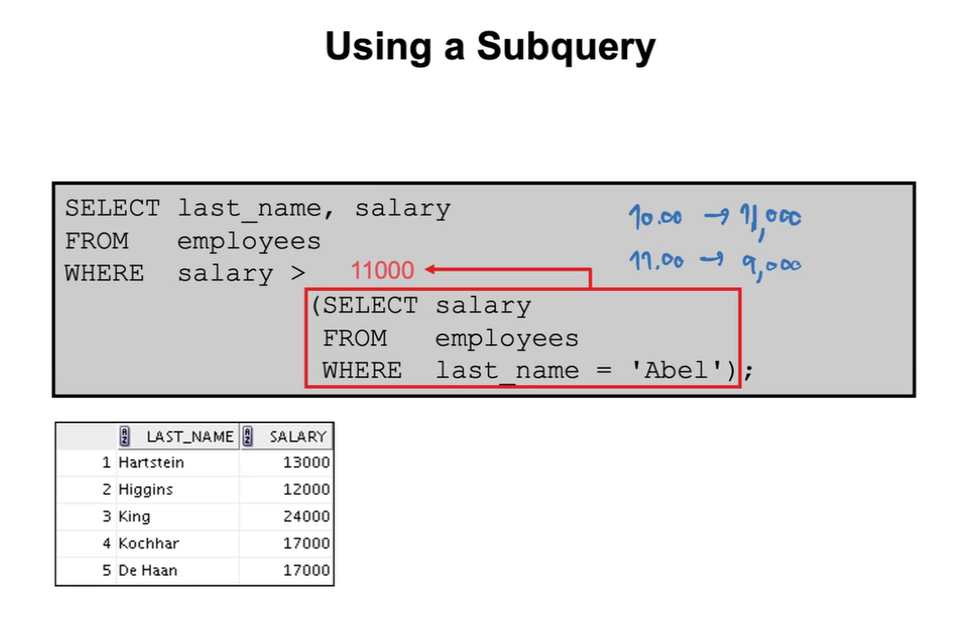 Using a Subquery
SELECT last_name, salary
10.00 → 11,000
FROM employees
WHERE salary > 11000
11.00 → 9,000
(SELECT salary
FROM employees
WHERE last_name = 'Abel');
LAST_NAME SALARY
1 Hartstein 13000
2 Higgins 12000
3 King 24000
4 Kochhar 17000
5 De Haan 17000